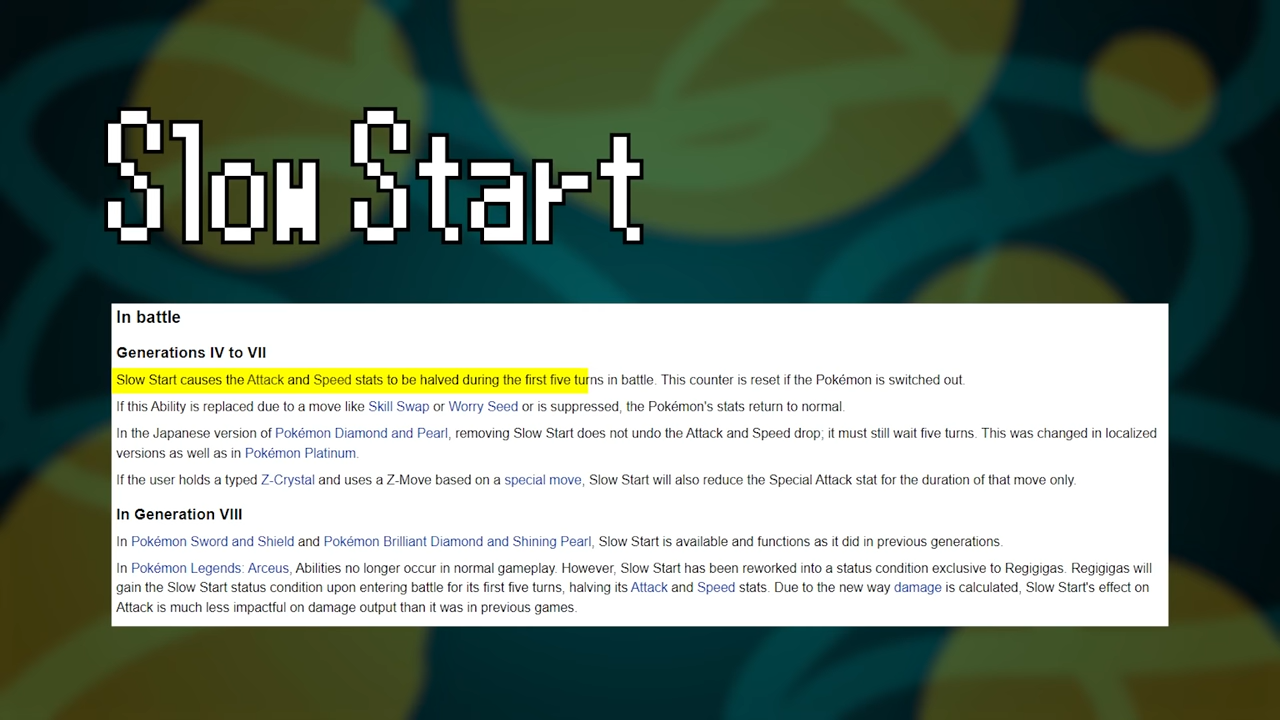 Slow Start
In battle
Generations IV to VII
Slow Start causes the Attack and Speed stats to be halved during the first five turns in battle. This counter is reset if the Pokémon is switched out.
If this Ability is replaced due to a move like Skill Swap or Worry Seed or is suppressed, the Pokémon's stats return to normal.
In the Japanese version of Pokémon Diamond and Pearl, removing Slow Start does not undo the Attack and Speed drop; it must still wait five turns. This was changed in localized
versions as well as in Pokémon Platinum.
If the user holds a typed Z-Crystal and uses a Z-Move based on a special move, Slow Start will also reduce the Special Attack stat for the duration of that move only.
In Generation VIII
In Pokémon Sword and Shield and Pokémon Brilliant Diamond and Shining Pearl, Slow Start is available and functions as it did in previous generations.
In Pokémon Legends: Arceus, Abilities no longer occur in normal gameplay. However, Slow Start has been reworked into a status condition exclusive to Regigigas. Regigigas will
gain the Slow Start status condition upon entering battle for its first five turns, halving its Attack and Speed stats. Due to the new way damage is calculated, Slow Start's effect on
Attack is much less impactful on damage output than it was in previous games.